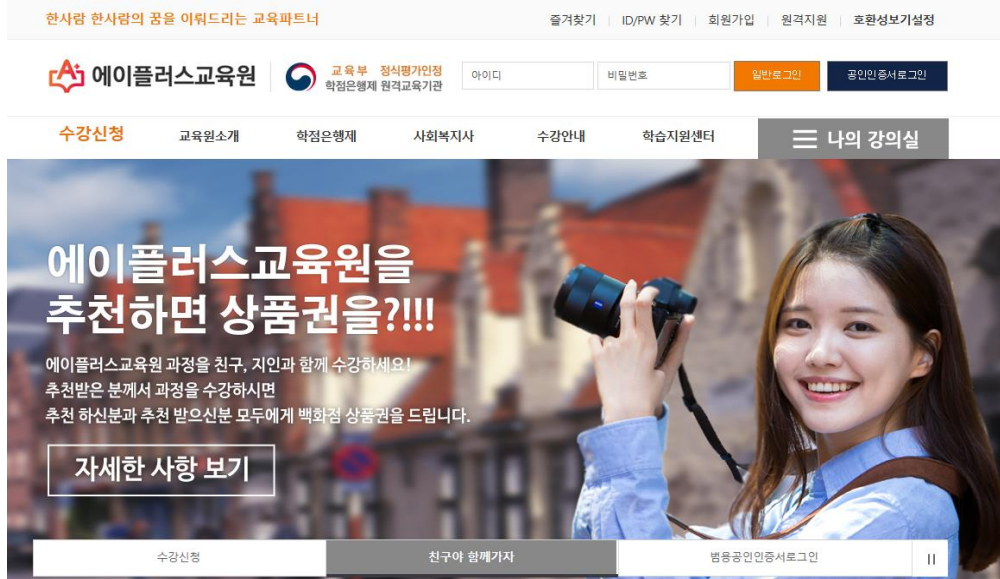 한사람 한사람의 꿈을 이뤄드리는 교육파트너
즐겨찾기 | ID/PW 찾기 | 회원가입 | 원격지원 | 호환성보기설정
A+ 에이플러스교육원
교육부 정식평가인정
학점은행제 원격교육기관
아이디
비밀번호
일반로그인
공인인증서로그인
수강신청 교육원소개 학점은행제 사회복지사 수강안내 학습지원센터 나의 강의실
에이플러스교육원을
추천하면 상품권을?!!!
에이플러스교육원 과정을 친구, 지인과 함께 수강하세요!
추천받은 분께서 과정을 수강하시면
추천 하신분과 추천 받으신분 모두에게 백화점 상품권을 드립니다.
자세한 사항 보기
수강신청 친구야 함께가자 범용공인인증서로그인